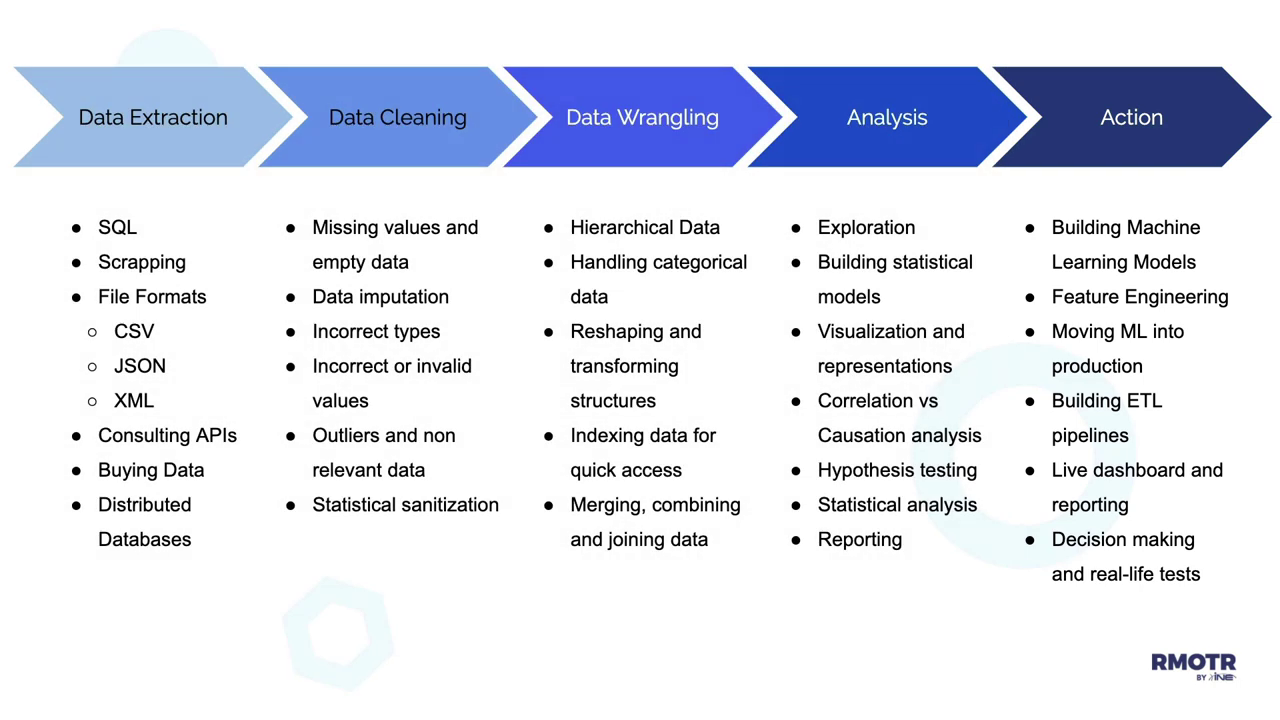 Data Extraction
Data Cleaning
Data Wrangling
Analysis
Action
● SQL
● Scrapping
● File Formats
○ CSV
○ JSON
○ XML
● Consulting APIs
● Buying Data
● Distributed
Databases
● Missing values and
empty data
● Data imputation
● Incorrect types
● Incorrect or invalid
values
● Outliers and non
relevant data
● Statistical sanitization
● Hierarchical Data
● Handling categorical
data
● Reshaping and
transforming
structures
● Indexing data for
quick access
● Merging, combining
and joining data
● Exploration
● Building statistical
models
● Visualization and
representations
● Correlation vs
Causation analysis
● Hypothesis testing
● Statistical analysis
● Reporting
● Building Machine
Learning Models
● Feature Engineering
● Moving ML into
production
● Building ETL
pipelines
● Live dashboard and
reporting
● Decision making
and real-life tests
RMOTR
BY INE